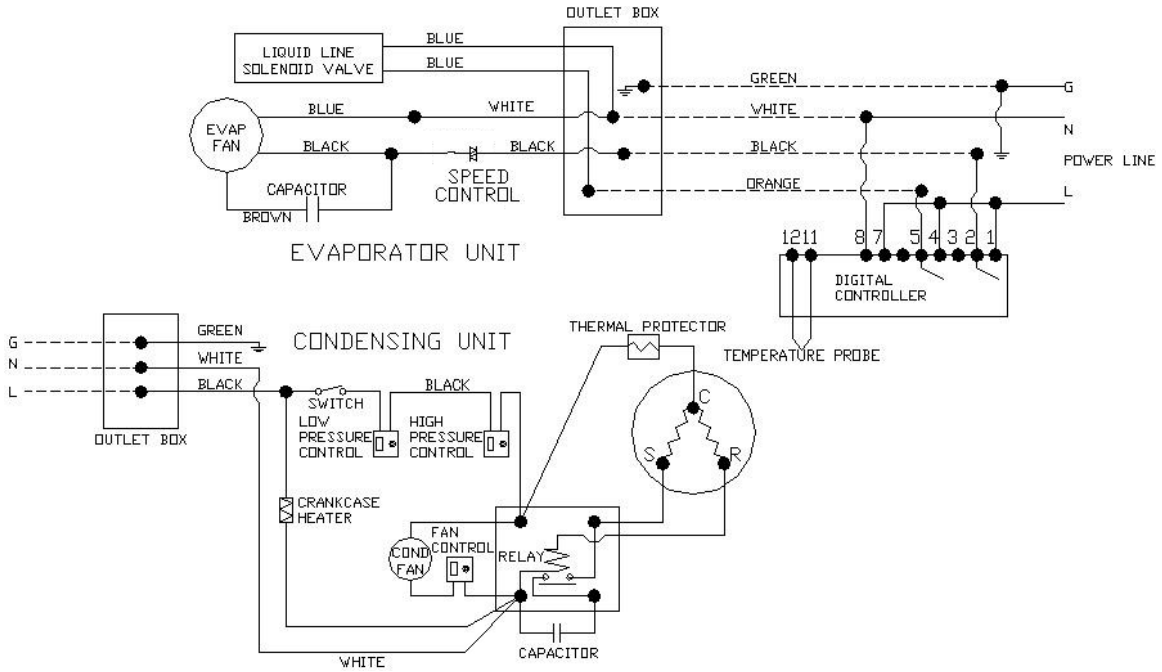 OUTLET BOX
LIQUID LINE
SOLENOID VALVE
BLUE
BLUE
GREEN
G
EVAP
FAN
BLUE
WHITE
WHITE
N
BLACK
BLACK
BLACK
POWER LINE
SPEED
CONTROL
CAPACITOR
BROWN
ORANGE
L
EVAPORATOR UNIT
12 11 8 7 5 4 3 2 1
DIGITAL
CONTROLLER
TEMPERATURE PROBE
CONDENSING UNIT
G
GREEN
N
WHITE
L
BLACK
OUTLET BOX
SWITCH
LOW
PRESSURE
CONTROL
BLACK
HIGH
PRESSURE
CONTROL
THERMAL PROTECTOR
C
S
R
CRANKCASE
HEATER
COND
FAN
FAN
CONTROL
RELAY
CAPACITOR
WHITE